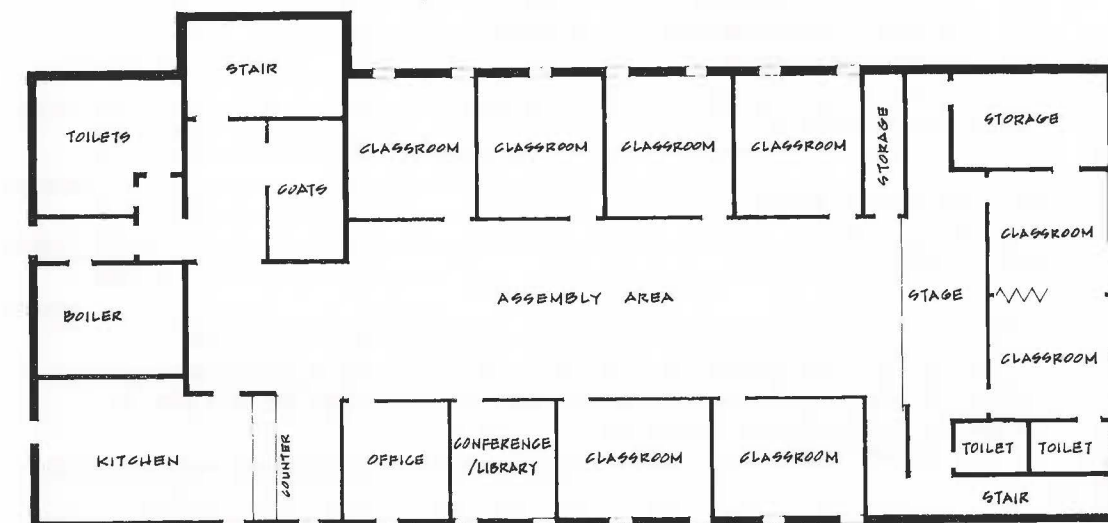 STAIR
TOILETS
COATS
CLASSROOM
CLASSROOM
CLASSROOM
CLASSROOM
STORAGE
STORAGE
CLASSROOM
ASSEMBLY AREA
STAGE
BOILER
CLASSROOM
KITCHEN
COUNTER
OFFICE
CONFERENCE
/LIBRARY
CLASSROOM
CLASSROOM
TOILET
TOILET
STAIR